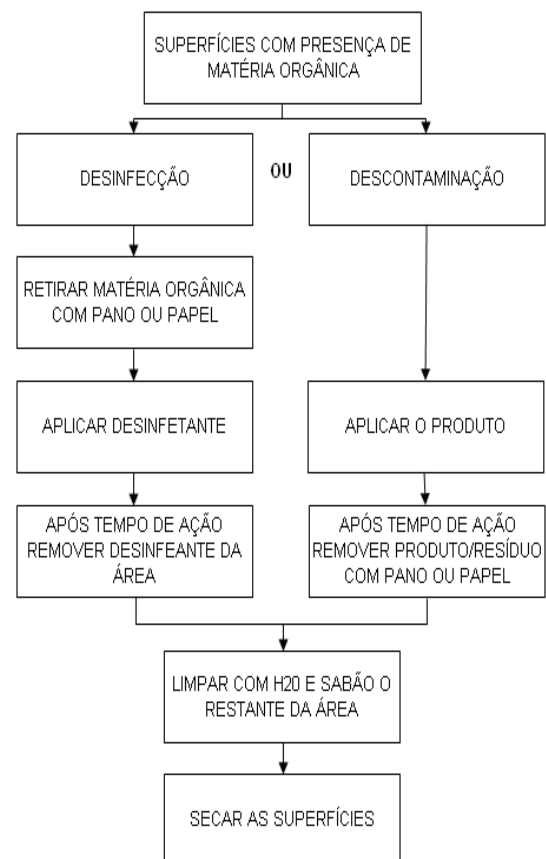 SUPERFÍCIES COM PRESENÇA DE
MATÉRIA ORGÂNICA
DESINFECÇÃO
OU
DESCONTAMINAÇÃO
RETIRAR MATÉRIA ORGÂNICA
COM PANO OU PAPEL
APLICAR DESINFETANTE
APLICAR O PRODUTO
APÓS TEMPO DE AÇÃO
REMOVER DESINFEANTE DA
ÁREA
APÓS TEMPO DE AÇÃO
REMOVER PRODUTO/RESÍDUO
COM PANO OU PAPEL
LIMPAR COM H20 E SABÃO O
RESTANTE DA ÁREA
SECAR AS SUPERFÍCIES